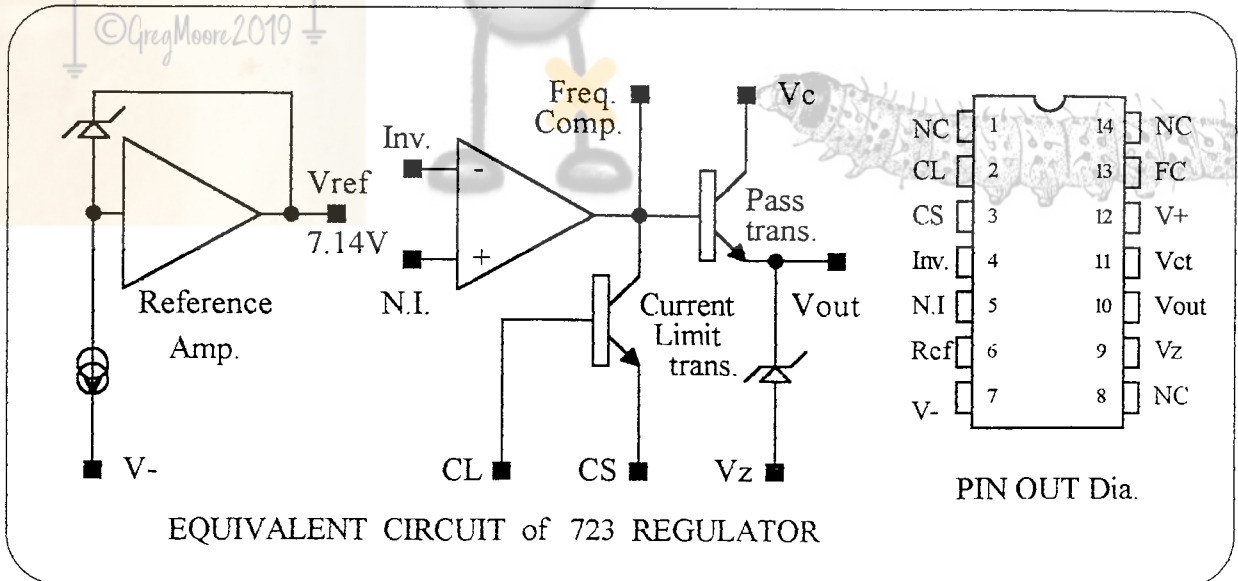 ©GregMoore2019
Vref
7.14V
Reference
Amp.
V-
Freq.
Comp.
Inv.
-
+
N.I.
Vc
Pass
trans.
Current
Limit
trans.
Vout
CL
CS
Vz
EQUIVALENT CIRCUIT of 723 REGULATOR
NC 1 14 NC
CL 2 13 FC
CS 3 12 V+
Inv. 4 11 Vct
N.I 5 10 Vout
Ref 6 9 Vz
V- 7 8 NC
PIN OUT Dia.